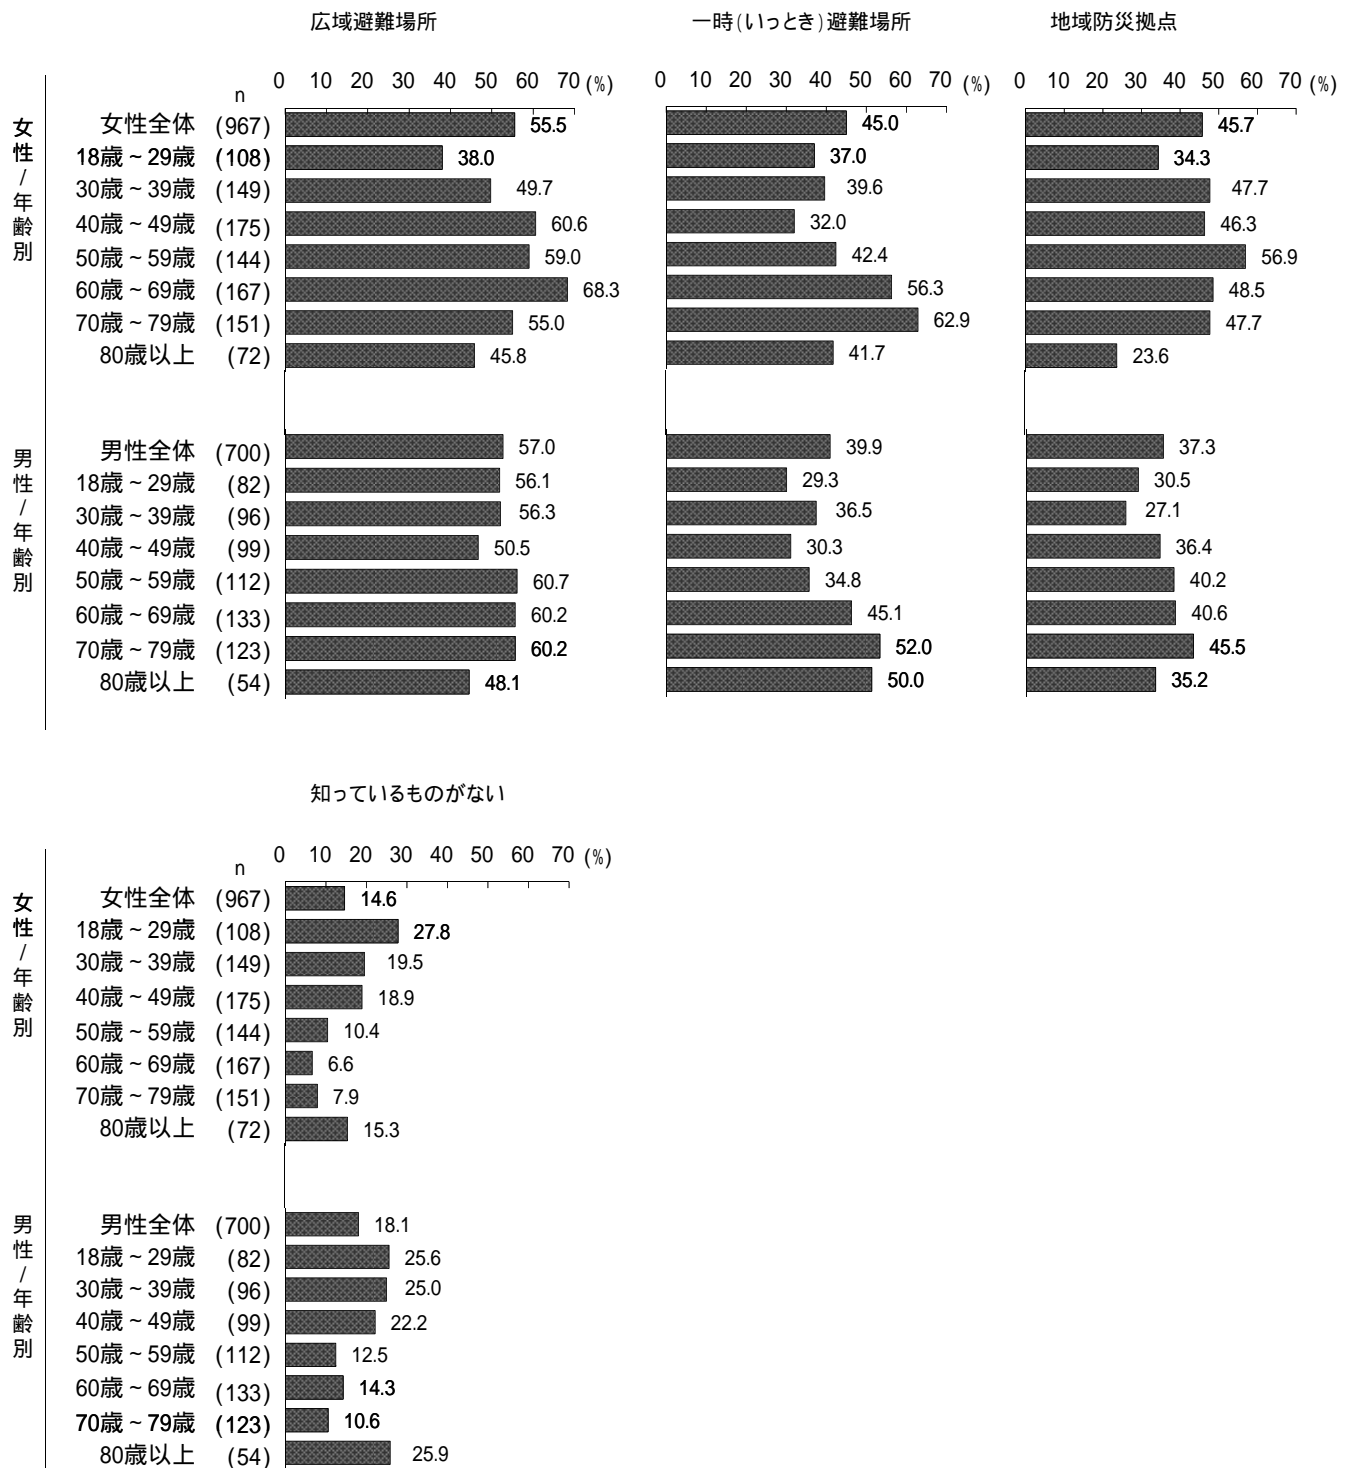 広域避難場所 一時(いっとき)避難場所 地域防災拠点
0 10 20 30 40 50 60 70 (%) 0 10 20 30 40 50 60 70 (%) 0 10 20 30 40 50 60 70 (%)
n
女性/年齢別
女性全体 (967) 55.5 45.0 45.7
18歳~29歳 (108) 38.0 37.0 34.3
30歳~39歳 (149) 49.7 39.6 47.7
40歳~49歳 (175) 60.6 32.0 46.3
50歳~59歳 (144) 59.0 42.4 56.9
60歳~69歳 (167) 68.3 56.3 48.5
70歳~79歳 (151) 55.0 62.9 47.7
80歳以上 (72) 45.8 41.7 23.6
男性/年齢別
男性全体 (700) 57.0 39.9 37.3
18歳~29歳 (82) 56.1 29.3 30.5
30歳~39歳 (96) 56.3 36.5 27.1
40歳~49歳 (99) 50.5 30.3 36.4
50歳~59歳 (112) 60.7 34.8 40.2
60歳~69歳 (133) 60.2 45.1 40.6
70歳~79歳 (123) 60.2 52.0 45.5
80歳以上 (54) 48.1 50.0 35.2
知っているものがない
0 10 20 30 40 50 60 70 (%)
n
女性/年齢別
女性全体 (967) 14.6
18歳~29歳 (108) 27.8
30歳~39歳 (149) 19.5
40歳~49歳 (175) 18.9
50歳~59歳 (144) 10.4
60歳~69歳 (167) 6.6
70歳~79歳 (151) 7.9
80歳以上 (72) 15.3
男性/年齢別
男性全体 (700) 18.1
18歳~29歳 (82) 25.6
30歳~39歳 (96) 25.0
40歳~49歳 (99) 22.2
50歳~59歳 (112) 12.5
60歳~69歳 (133) 14.3
70歳~79歳 (123) 10.6
80歳以上 (54) 25.9